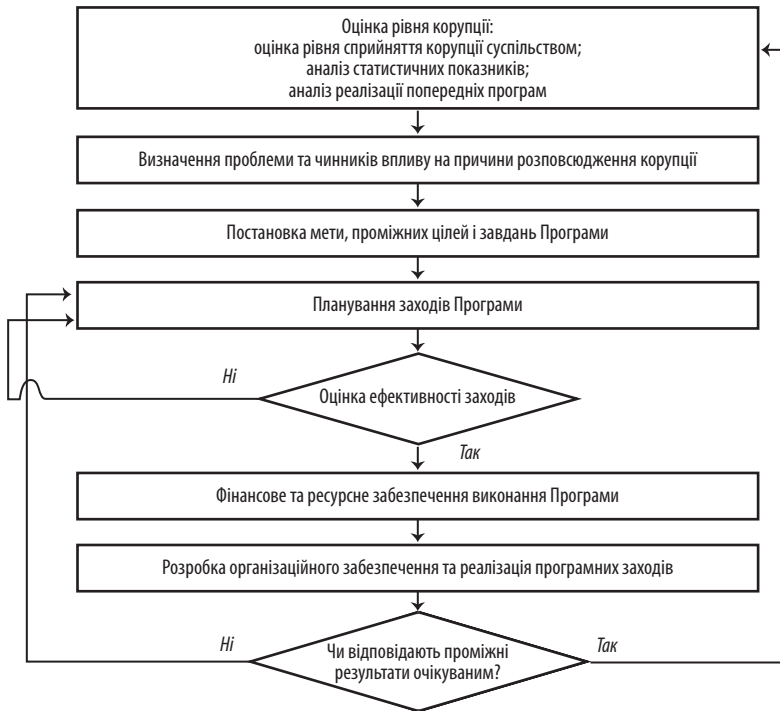 Оцінка рівня корупції:
оцінка рівня сприйняття корупції суспільством;
аналіз статистичних показників;
аналіз реалізації попередніх програм
Визначення проблеми та чинників впливу на причини розповсюдження корупції
Постановка мети, проміжних цілей і завдань Програми
Планування заходів Програми
Ні
Оцінка ефективності заходів
Так
Фінансове та ресурсне забезпечення виконання Програми
Розробка організаційного забезпечення та реалізація програмних заходів
Ні
Чи відповідають проміжні
результати очікуваним?
Так